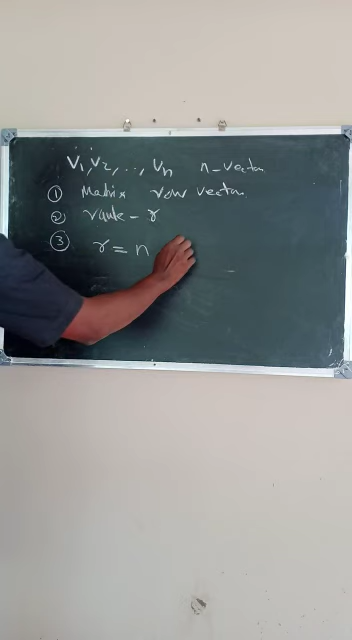 V1, V2, ..., Vn n-vector
① Matrix row vector
② rank - r
③ r = n